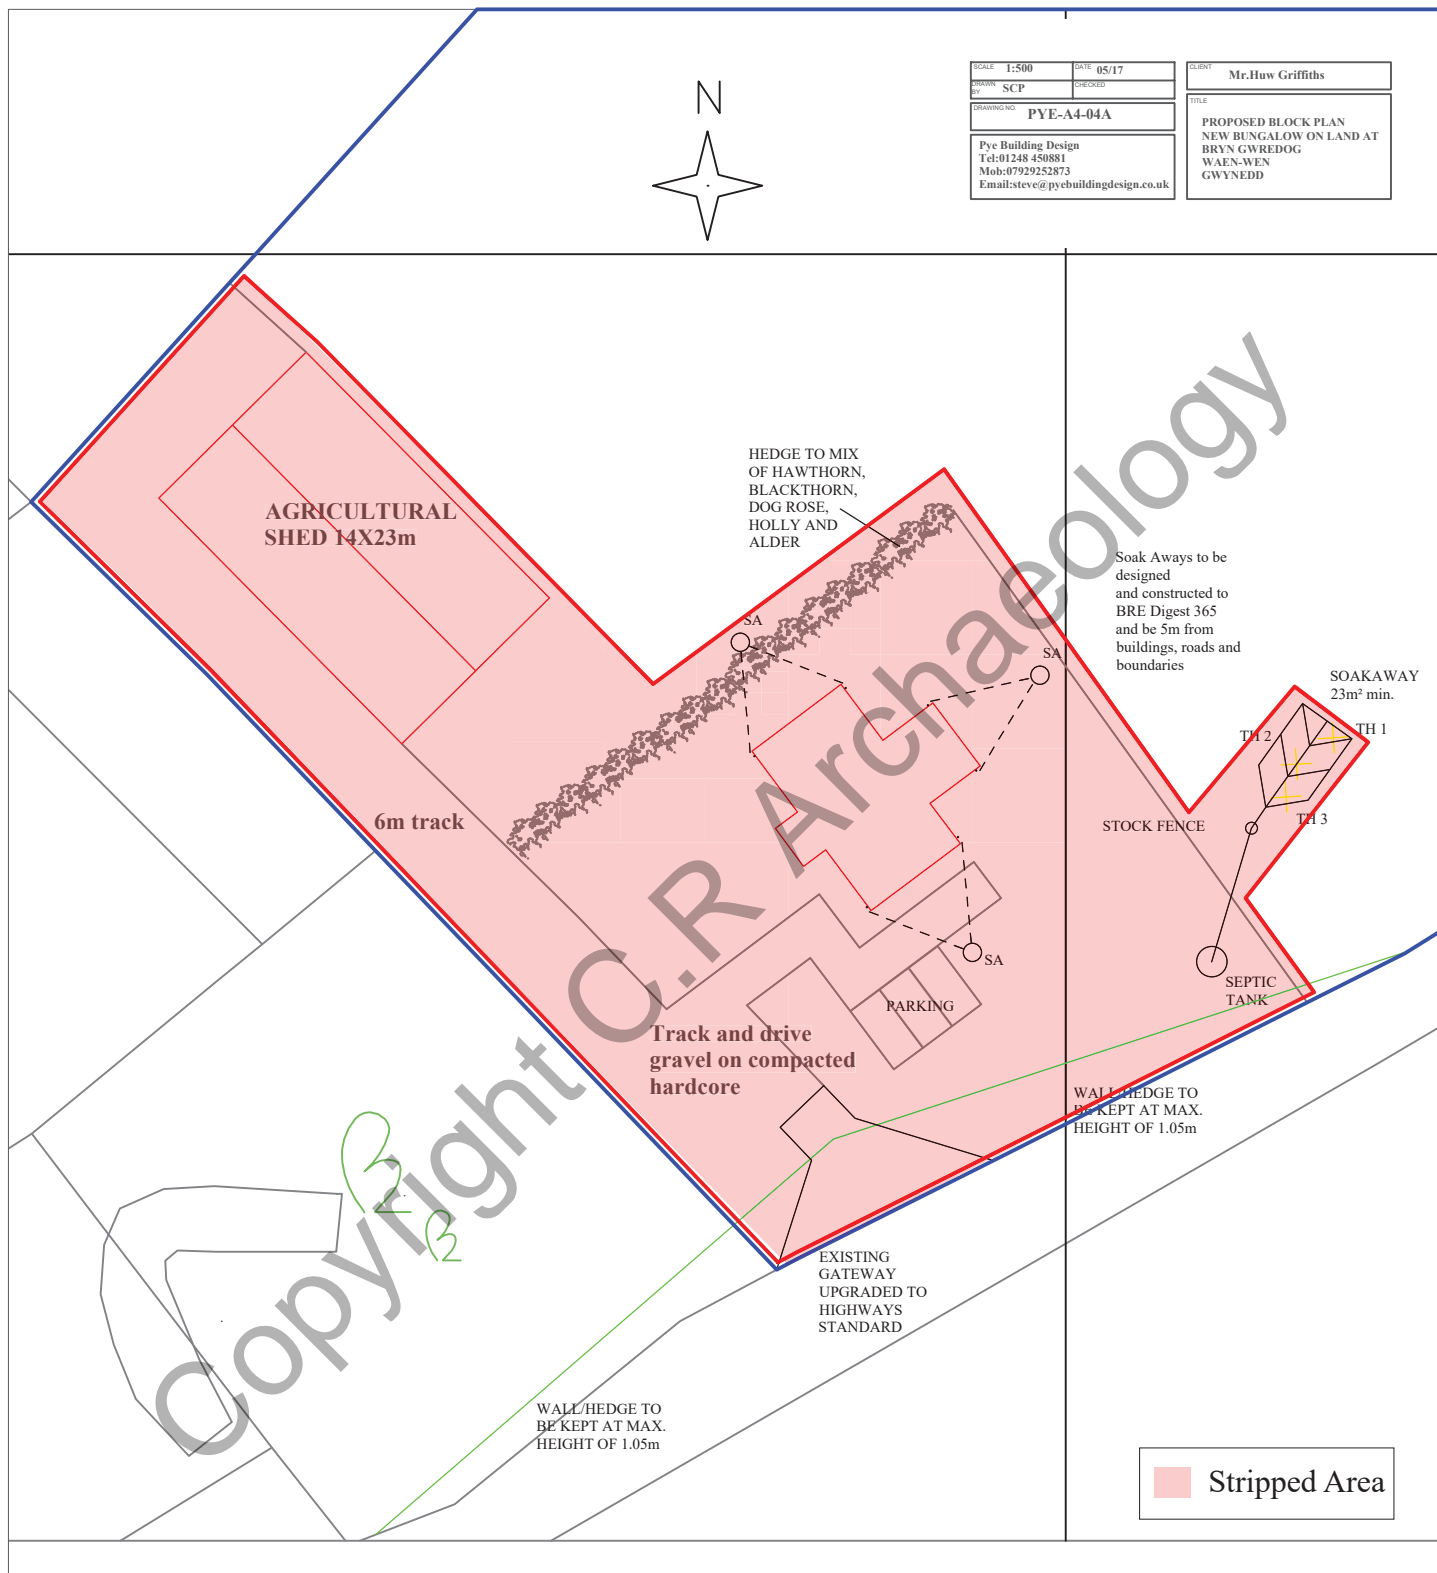 N
SCALE 1:500
DATE 05/17
DRAWN BY SCP
CHECKED
DRAWING NO. PYE-A4-04A
Pye Building Design
Tel:01248 450881
Mob:07929252873
Email:steve@pyebuildingdesign.co.uk
CLIENT Mr.Huw Griffiths
TITLE
PROPOSED BLOCK PLAN
NEW BUNGALOW ON LAND AT
BRYN GWREDOG
WAEN-WEN
GWYNEDD
HEDGE TO MIX
OF HAWTHORN,
BLACKTHORN,
DOG ROSE,
HOLLY AND
ALDER
AGRICULTURAL
SHED 14X23m
Soak Aways to be
designed
and constructed to
BRE Digest 365
and be 5m from
buildings, roads and
boundaries
SA
SA
SOAKAWAY
23m² min.
TH 2
TH 1
TH 3
6m track
STOCK FENCE
SA
SEPTIC
TANK
PARKING
Track and drive
gravel on compacted
hardcore
WALL/HEDGE TO
BE KEPT AT MAX.
HEIGHT OF 1.05m
EXISTING
GATEWAY
UPGRADED TO
HIGHWAYS
STANDARD
WALL/HEDGE TO
BE KEPT AT MAX.
HEIGHT OF 1.05m
Stripped Area
Copyright C.R Archaeology